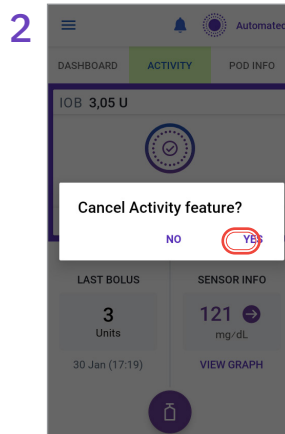 2
Automated
DASHBOARD ACTIVITY POD INFO
IOB 3,05 U
Cancel Activity feature?
NO YES
LAST BOLUS SENSOR INFO
3 121
Units mg/dL
30 Jan (17:19) VIEW GRAPH